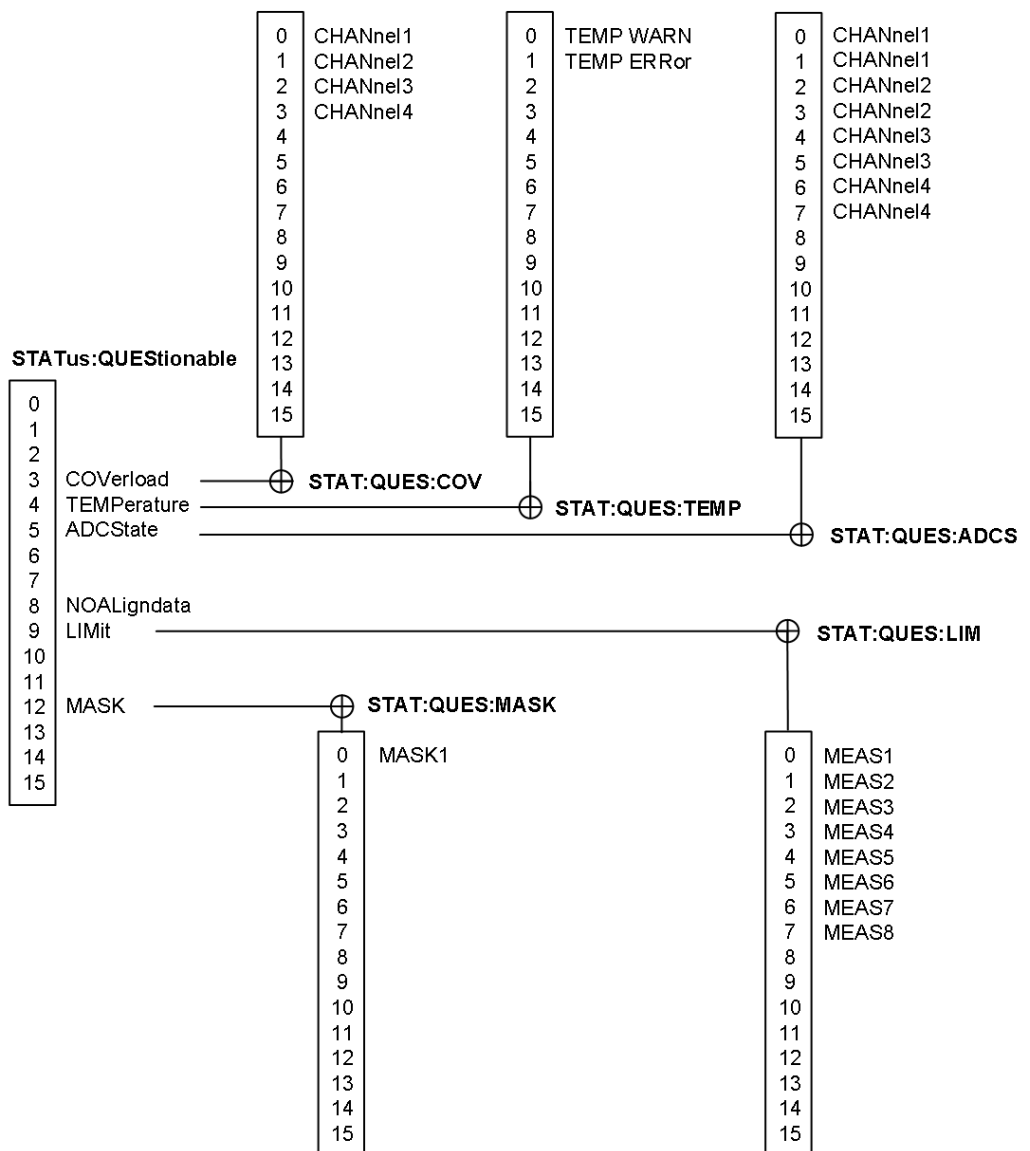 0 CHANnel1
1 CHANnel2
2 CHANnel3
3 CHANnel4
4
5
6
7
8
9
10
11
12
13
14
15
0 TEMP WARN
1 TEMP ERRor
2
3
4
5
6
7
8
9
10
11
12
13
14
15
0 CHANnel1
1 CHANnel1
2 CHANnel2
3 CHANnel2
4 CHANnel3
5 CHANnel3
6 CHANnel4
7 CHANnel4
8
9
10
11
12
13
14
15
STATus:QUEStionable
0
1
2
3 COVerload
4 TEMPerature
5 ADCState
6
7
8 NOALigndata
9 LIMit
10
11
12 MASK
13
14
15
STAT:QUES:COV
STAT:QUES:TEMP
STAT:QUES:ADCS
STAT:QUES:LIM
STAT:QUES:MASK
0 MASK1
1
2
3
4
5
6
7
8
9
10
11
12
13
14
15
0 MEAS1
1 MEAS2
2 MEAS3
3 MEAS4
4 MEAS5
5 MEAS6
6 MEAS7
7 MEAS8
8
9
10
11
12
13
14
15